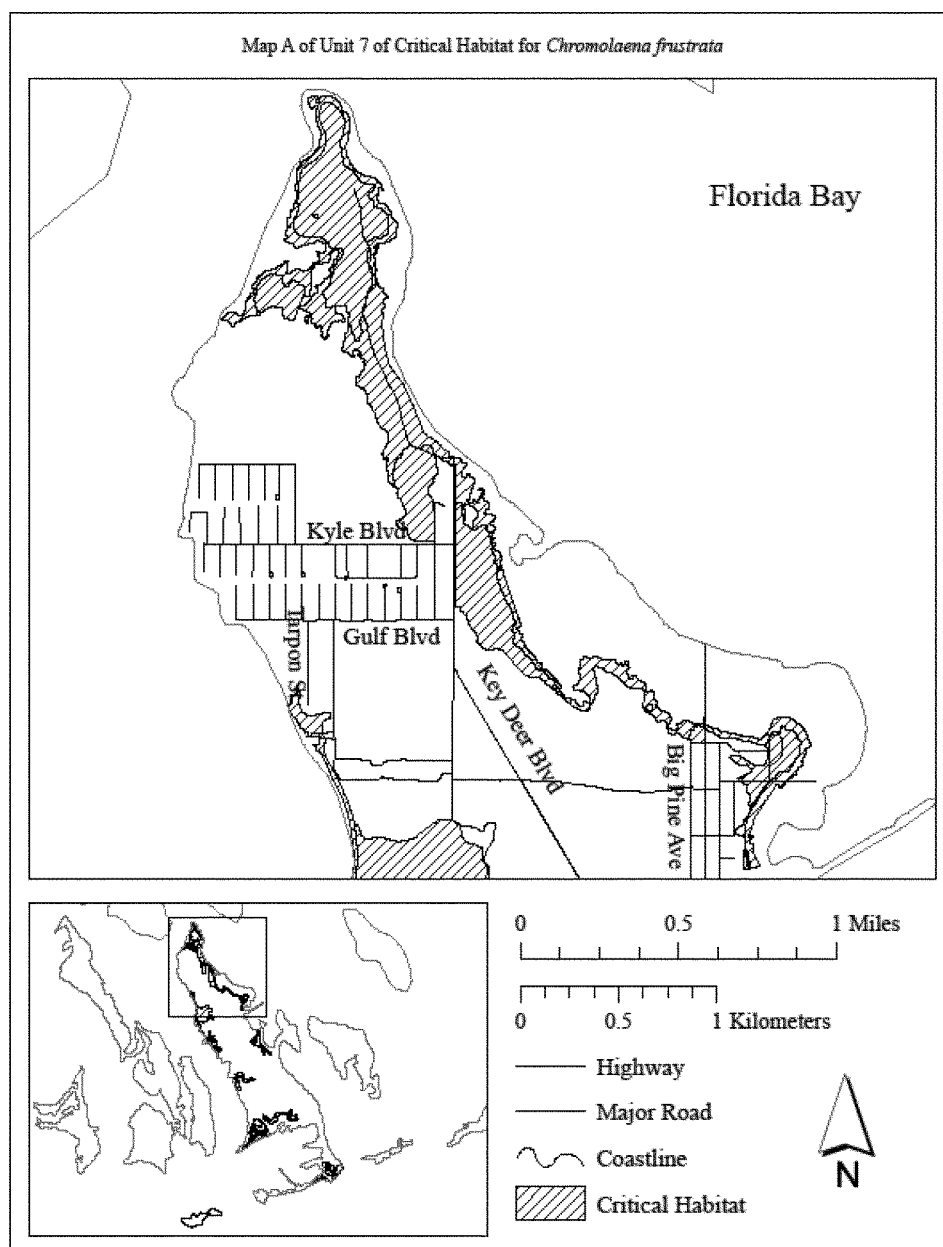 Map A of Unit 7 of Critical Habitat for Chromolaena frustrata
Florida Bay
Kyle Blvd
Tarpon St
Gulf Blvd
Key Deer Blvd
Big Pine Ave
0 0.5 1 Miles
0 0.5 1 Kilometers
Highway
Major Road
Coastline
Critical Habitat
N